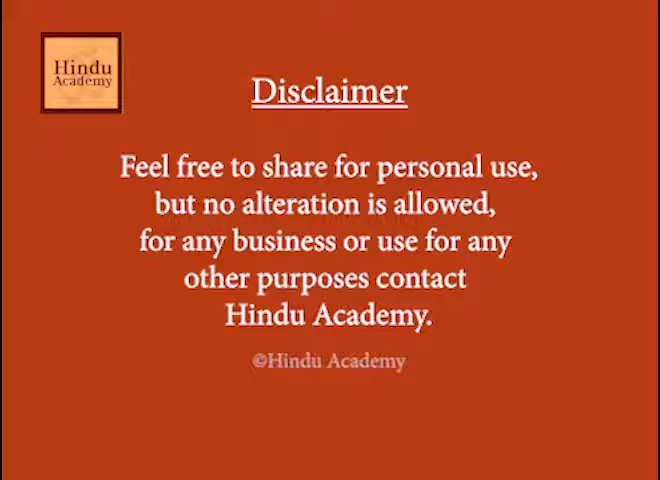 Hindu
Academy
Disclaimer
Feel free to share for personal use,
but no alteration is allowed,
for any business or use for any
other purposes contact
Hindu Academy.
©Hindu Academy